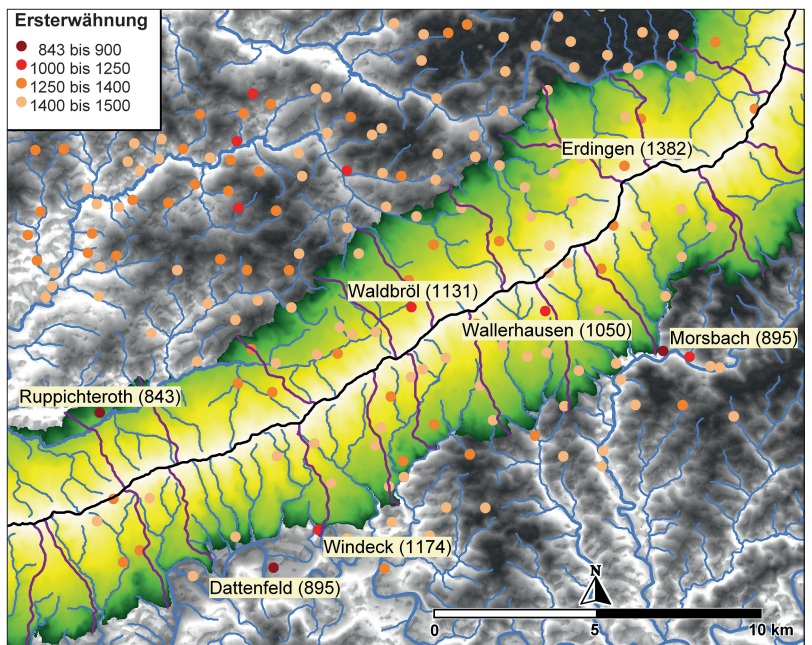 Ersterwähnung
843 bis 900
1000 bis 1250
1250 bis 1400
1400 bis 1500
Erdingen (1382)
Waldbröl (1131)
Wallerhausen (1050)
Morsbach (895)
Ruppichteroth (843)
Windeck (1174)
Dattenfeld (895)
N
0 5 10 km